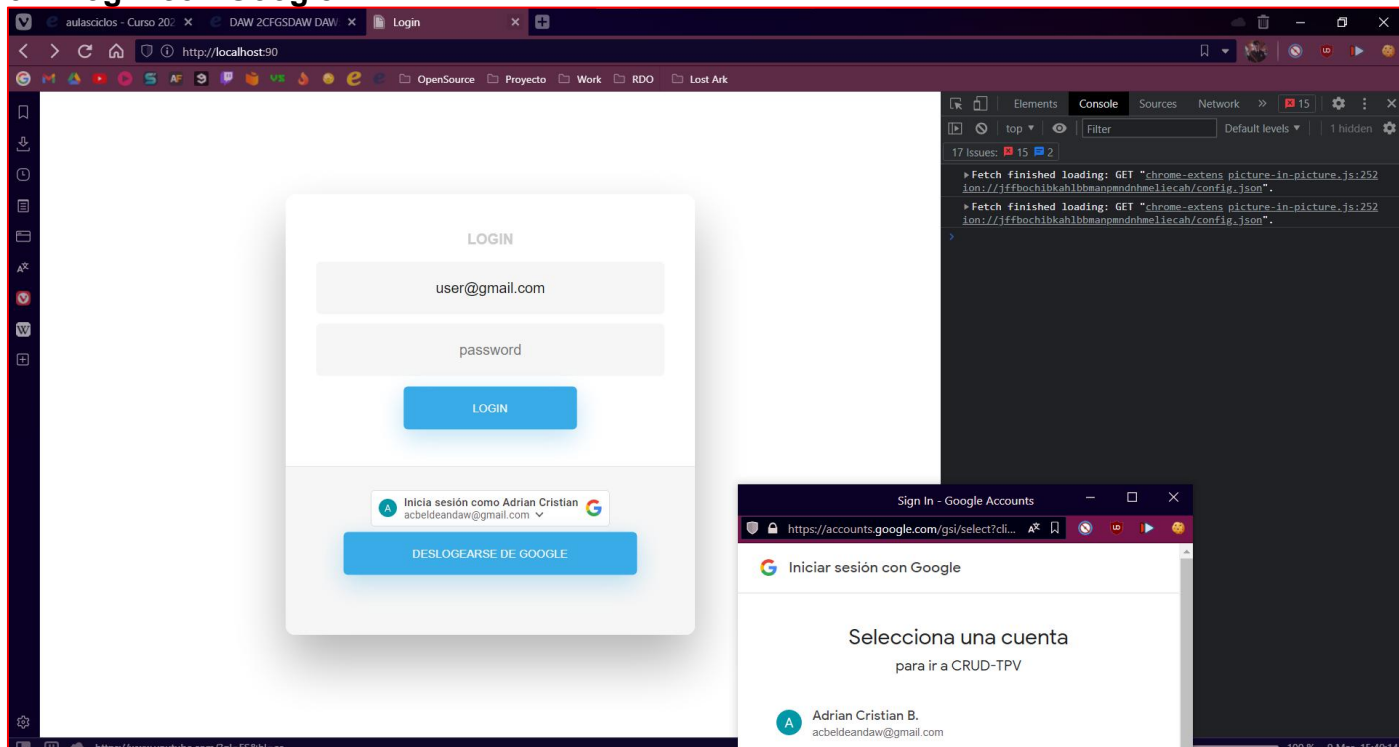 aulasciclos - Curso 202
DAW 2CFGSDAW DAW
Login
http://localhost:90
OpenSource
Proyecto
Work
RDO
Lost Ark
Elements
Console
Sources
Network
15
top
Filter
Default levels
1 hidden
17 Issues:
15
2
Fetch finished loading: GET "chrome-extens picture-in-picture.js:252
ion://jffbochibkahlbbmanpmndnhmeliecah/config.json".
Fetch finished loading: GET "chrome-extens picture-in-picture.js:252
ion://jffbochibkahlbbmanpmndnhmeliecah/config.json".
LOGIN
user@gmail.com
password
LOGIN
A
Inicia sesión como Adrian Cristian
acbeldeandaw@gmail.com
DESLOGEARSE DE GOOGLE
Sign In - Google Accounts
https://accounts.google.com/gsi/select?cli...
Iniciar sesión con Google
Selecciona una cuenta
para ir a CRUD-TPV
A
Adrian Cristian B.
acbeldeandaw@gmail.com